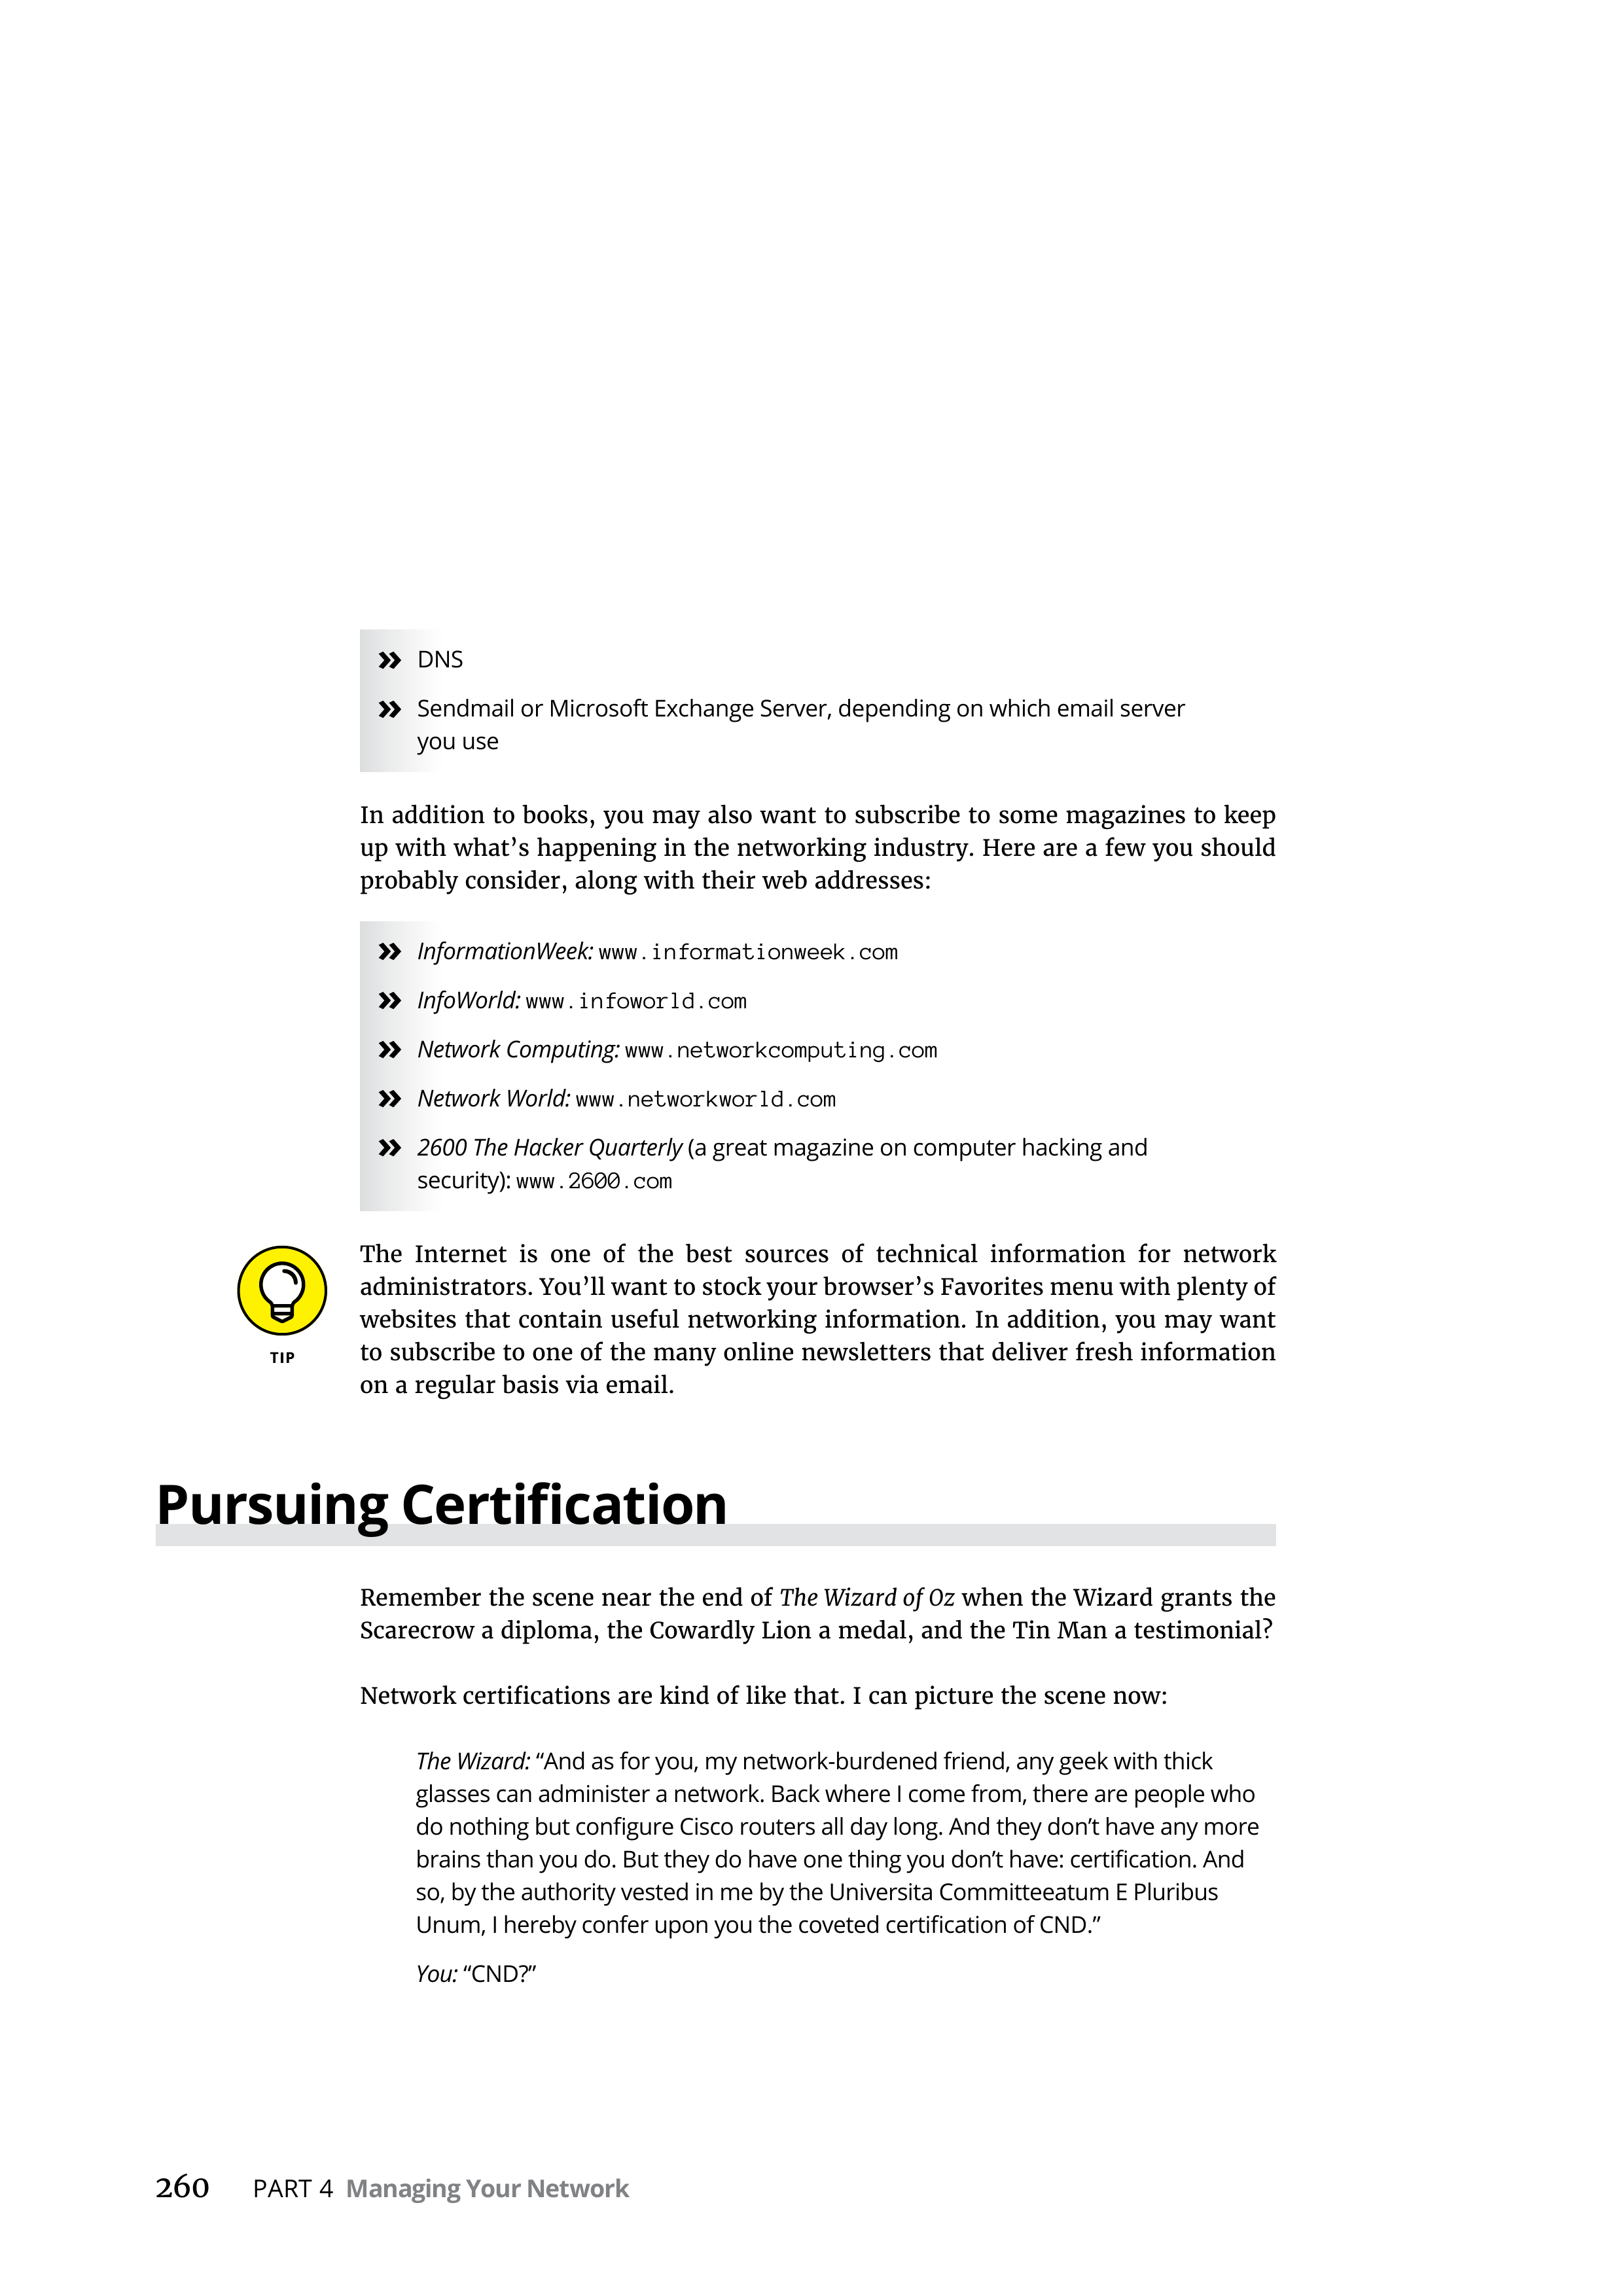 » DNS
» Sendmail or Microsoft Exchange Server, depending on which email server
you use
In addition to books, you may also want to subscribe to some magazines to keep
up with what’s happening in the networking industry. Here are a few you should
probably consider, along with their web addresses:
» InformationWeek: www.informationweek.com
» InfoWorld: www.infoworld.com
» Network Computing: www.networkcomputing.com
» Network World: www.networkworld.com
» 2600 The Hacker Quarterly (a great magazine on computer hacking and
security): www.2600.com
The Internet is one of the best sources of technical information for network
administrators. You’ll want to stock your browser’s Favorites menu with plenty of
websites that contain useful networking information. In addition, you may want
to subscribe to one of the many online newsletters that deliver fresh information
on a regular basis via email.
TIP
Pursuing Certification
Remember the scene near the end of The Wizard of Oz when the Wizard grants the
Scarecrow a diploma, the Cowardly Lion a medal, and the Tin Man a testimonial?
Network certifications are kind of like that. I can picture the scene now:
The Wizard: “And as for you, my network-burdened friend, any geek with thick
glasses can administer a network. Back where I come from, there are people who
do nothing but configure Cisco routers all day long. And they don’t have any more
brains than you do. But they do have one thing you don’t have: certification. And
so, by the authority vested in me by the Universita Committeeatum E Pluribus
Unum, I hereby confer upon you the coveted certification of CND.”
You: “CND?”
260 PART 4 Managing Your Network